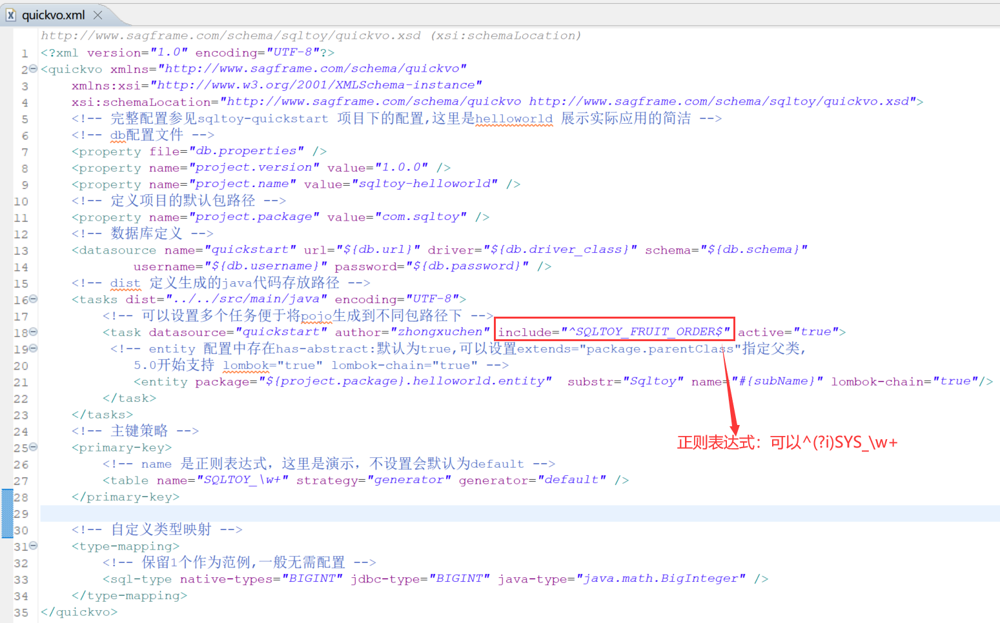 quickvo.xml
http://www.sagframe.com/schema/sqltoy/quickvo.xsd (xsi:schemaLocation)
1 <?xml version="1.0" encoding="UTF-8"?>
2 <quickvo xmlns="http://www.sagframe.com/schema/quickvo"
3 xmlns:xsi="http://www.w3.org/2001/XMLSchema-instance"
4 xsi:schemaLocation="http://www.sagframe.com/schema/quickvo http://www.sagframe.com/schema/sqltoy/quickvo.xsd">
5 <!-- 完整配置参见sqltoy-quickstart 项目下的配置,这里是helloworld 展示实际应用的简洁 -->
6 <!-- db配置文件 -->
7 <property file="db.properties" />
8 <property name="project.version" value="1.0.0" />
9 <property name="project.name" value="sqltoy-helloworld" />
10 <!-- 定义项目的默认包路径 -->
11 <property name="project.package" value="com.sqltoy" />
12 <!-- 数据库定义 -->
13 <datasource name="quickstart" url="${db.url}" driver="${db.driver_class}" schema="${db.schema}"
14 username="${db.username}" password="${db.password}" />
15 <!-- dist 定义生成的java代码存放路径 -->
16 <tasks dist="../../src/main/java" encoding="UTF-8">
17 <!-- 可以设置多个任务便于将pojo生成到不同包路径下 -->
18 <task datasource="quickstart" author="zhongxuchen" include="^SQLTOY_FRUIT_ORDER$" active="true">
19 <!-- entity 配置中存在has-abstract:默认为true,可以设置extends="package.parentClass"指定父类,
20 5.0开始支持 lombok="true" lombok-chain="true" -->
21 <entity package="${project.package}.helloworld.entity" substr="Sqltoy" name="#{subName}" lombok-chain="true"/>
22 </task>
23 </tasks>
24 <!-- 主键策略 -->
正则表达式：可以^(?i)SYS_\w+
25 <primary-key>
26 <!-- name 是正则表达式，这里是演示，不设置会默认为default -->
27 <table name="SQLTOY_\w+" strategy="generator" generator="default" />
28 </primary-key>
29
30 <!-- 自定义类型映射 -->
31 <type-mapping>
32 <!-- 保留1个作为范例,一般无需配置 -->
33 <sql-type native-types="BIGINT" jdbc-type="BIGINT" java-type="java.math.BigInteger" />
34 </type-mapping>
35 </quickvo>